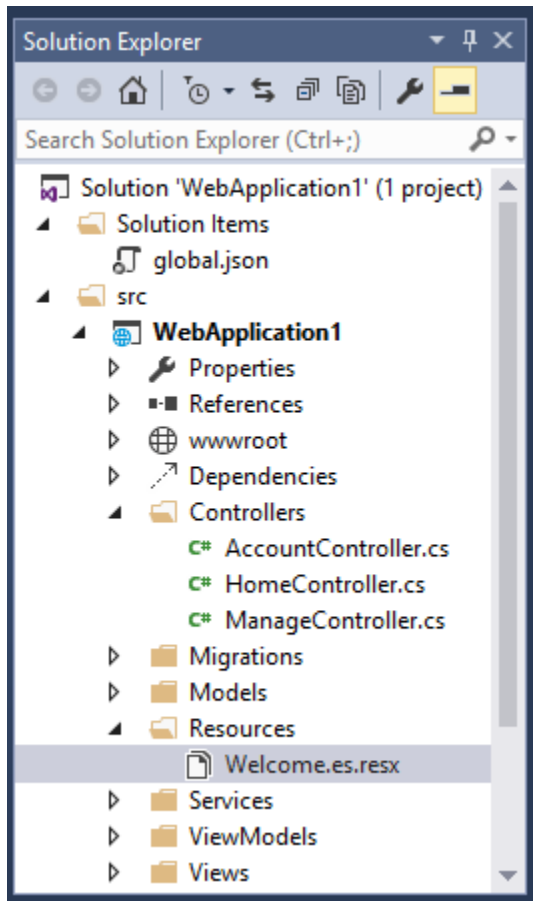 Solution Explorer
Search Solution Explorer (Ctrl+;)
Solution 'WebApplication1' (1 project)
Solution Items
global.json
src
WebApplication1
Properties
References
wwwroot
Dependencies
Controllers
C# AccountController.cs
C# HomeController.cs
C# ManageController.cs
Migrations
Models
Resources
Welcome.es.resx
Services
ViewModels
Views